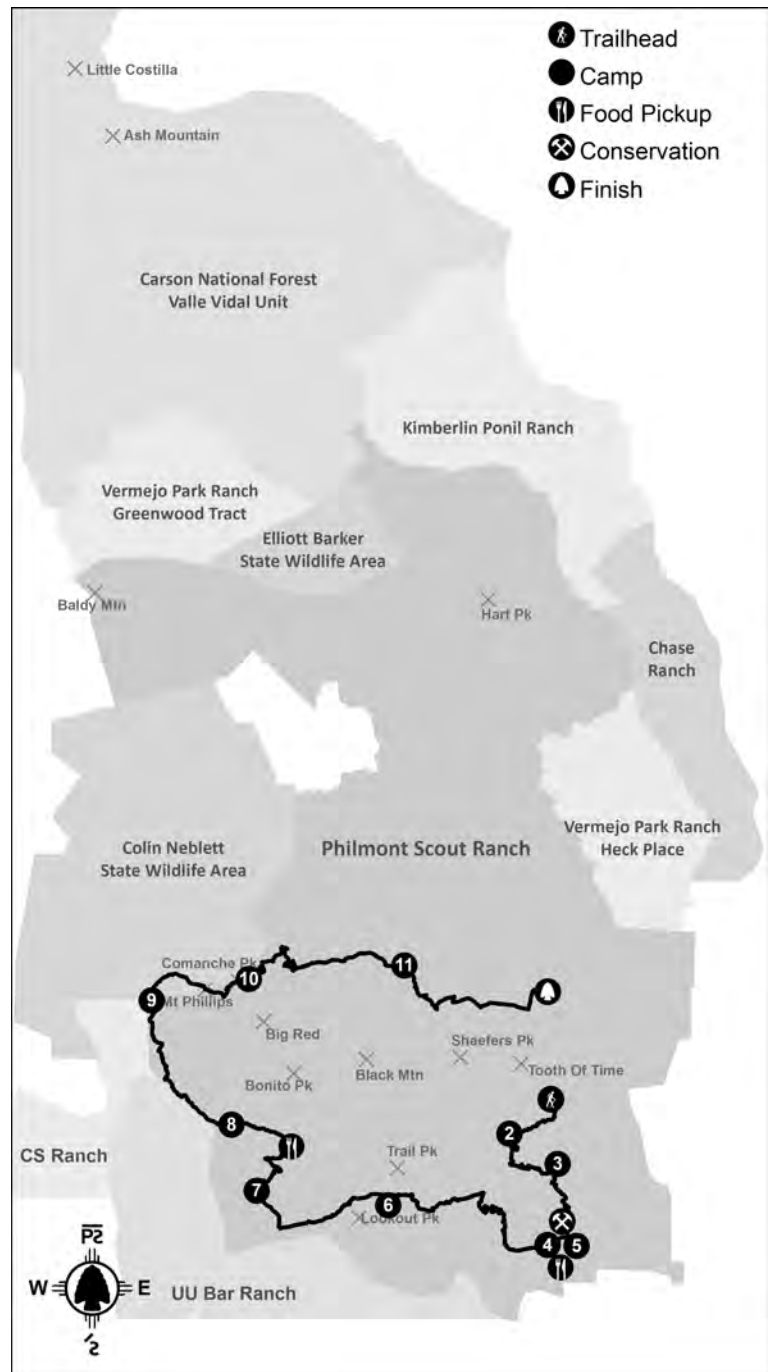 Trailhead
Camp
Food Pickup
Conservation
Finish
Little Costilla
Ash Mountain
Carson National Forest
Valle Vidal Unit
Kimberlin Ponil Ranch
Vermejo Park Ranch
Greenwood Tract
Elliott Barker
State Wildlife Area
Baldy Mtn
Hart Pk
Chase
Ranch
Vermejo Park Ranch
Heck Place
Colin Neblett
State Wildlife Area
Philmont Scout Ranch
Comanche Pk
11
10
9
Mt Phillips
Big Red
Shaefers Pk
Black Mtn
Tooth Of Time
Bonito Pk
8
2
CS Ranch
Trail Pk
3
7
6
Lookout Pk
4
5
W
E
UU Bar Ranch